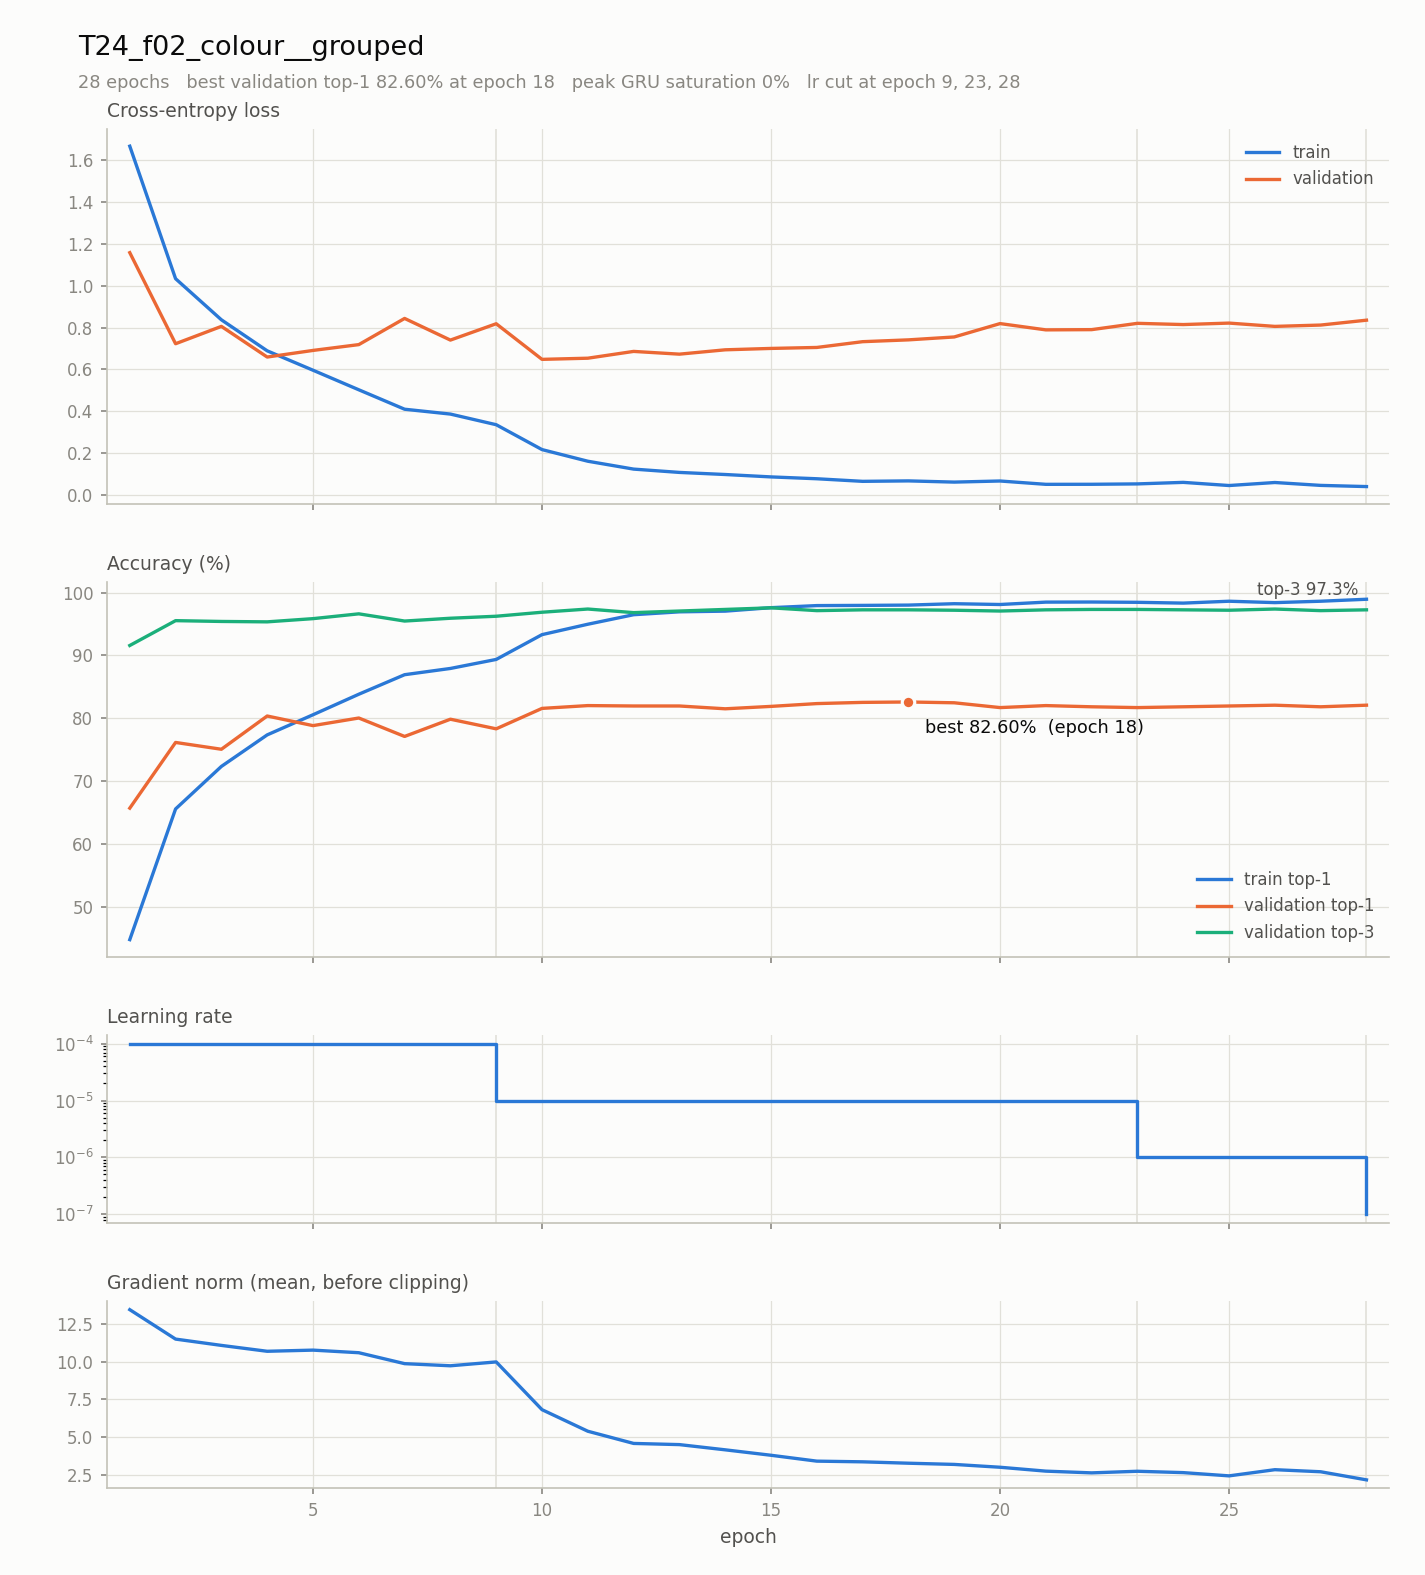 T24_f02_colour__grouped
28 epochs   best validation top-1 82.60% at epoch 18   peak GRU saturation 0%   lr cut at epoch 9, 23, 28
Cross-entropy loss
train
validation
1.6
1.4
1.2
1.0
0.8
0.6
0.4
0.2
0.0
Accuracy (%)
top-3 97.3%
100
90
80
70
60
50
best 82.60%  (epoch 18)
train top-1
validation top-1
validation top-3
Learning rate
10⁻⁴
10⁻⁵
10⁻⁶
10⁻⁷
Gradient norm (mean, before clipping)
12.5
10.0
7.5
5.0
2.5
5 10 15 20 25
epoch